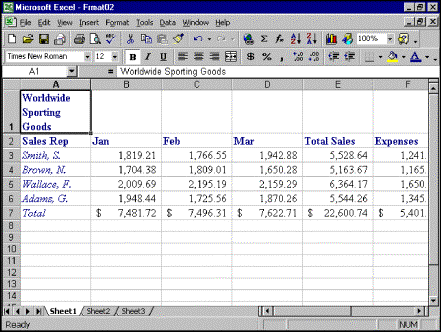 Microsoft Excel - Frmat02
File Edit View Insert Format Tools Data Window Help
100%
Times New Roman 12 B I U $ % ,
A1 = Worldwide Sporting Goods
A B C D E F
Worldwide
Sporting
1 Goods
2 Sales Rep Jan Feb Mar Total Sales Expenses
3 Smith, S. 1,819.21 1,766.55 1,942.88 5,528.64 1,241.
4 Brown, N. 1,704.38 1,809.01 1,650.28 5,163.67 1,165.
5 Wallace, F. 2,009.69 2,195.19 2,159.29 6,364.17 1,650.
6 Adams, G. 1,948.44 1,725.56 1,870.26 5,544.26 1,345.
7 Total $ 7,481.72 $ 7,496.31 $ 7,622.71 $ 22,600.74 $ 5,401.
8
9
10
11
12
13
14
15
Sheet1 Sheet2 Sheet3
Ready NUM